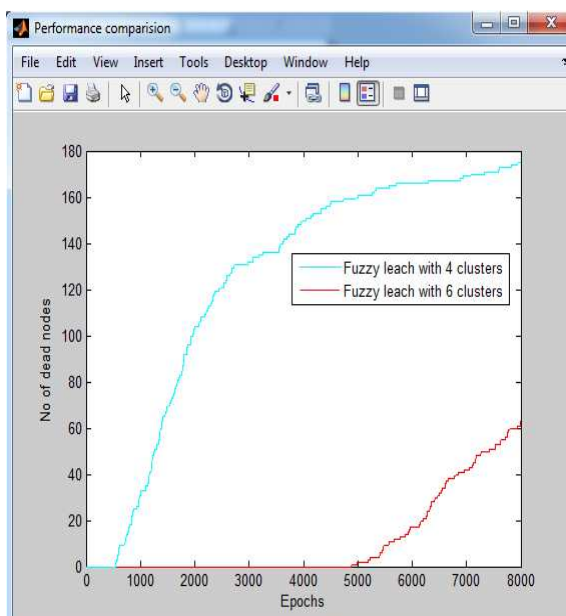 Performance comparision
File Edit View Insert Tools Desktop Window Help
180
160
140
120
100
80
60
40
20
0
No of dead nodes
Fuzzy leach with 4 clusters
Fuzzy leach with 6 clusters
0 1000 2000 3000 4000 5000 6000 7000 8000
Epochs